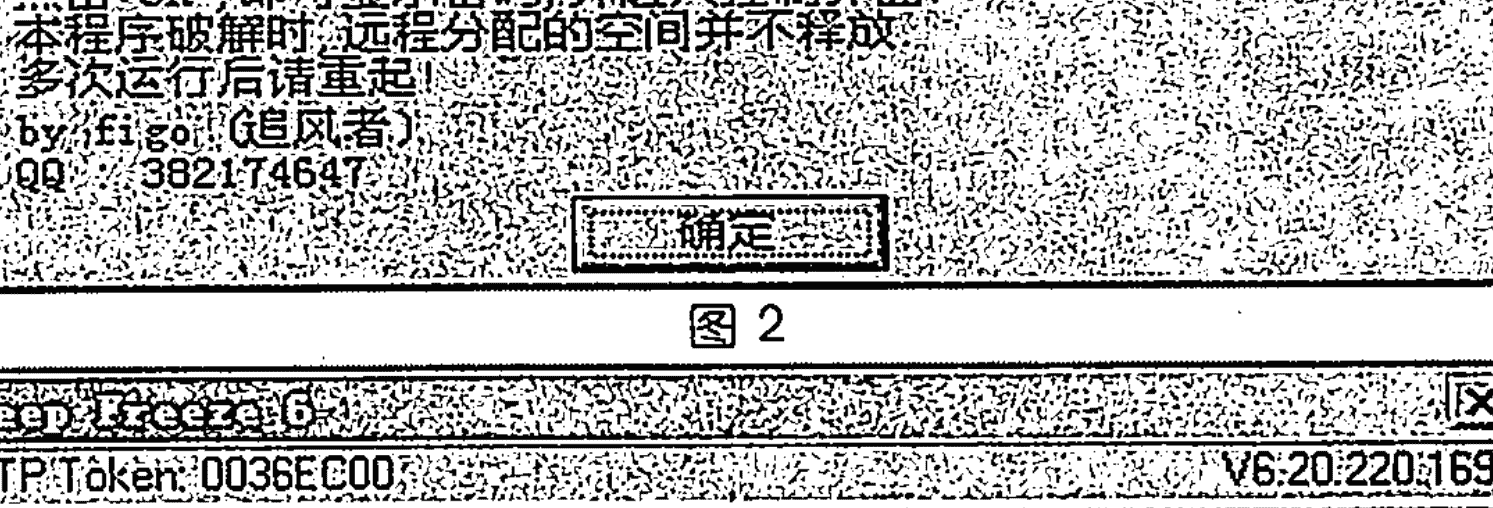 本程序破解时,远程分配的空间并不释放
多次运行后请重起!
by figo (追风者)
QQ : 382174647
确定
图 2
eep Freeze 6
TP Token: 0036EC00
V6.20.220.169